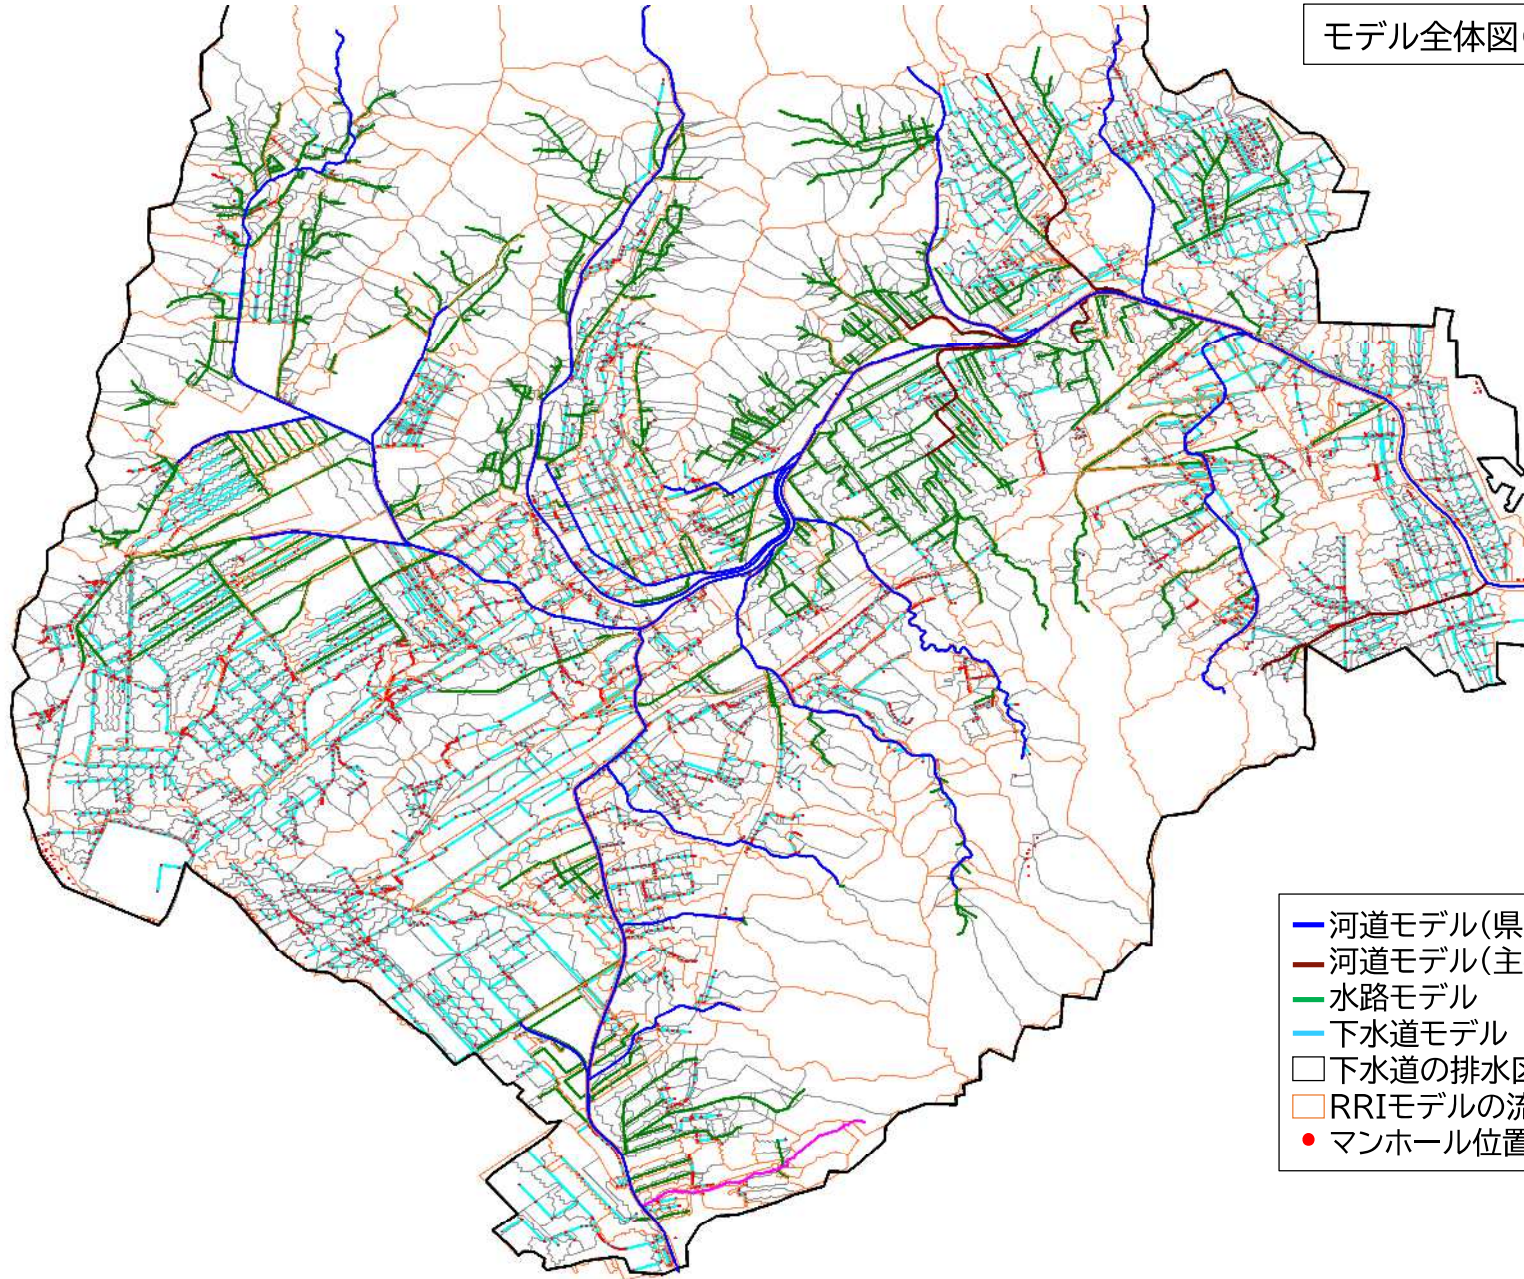 モデル全体図(
河道モデル(県
河道モデル(主
水路モデル
下水道モデル
下水道の排水区
RRIモデルの流
マンホール位置